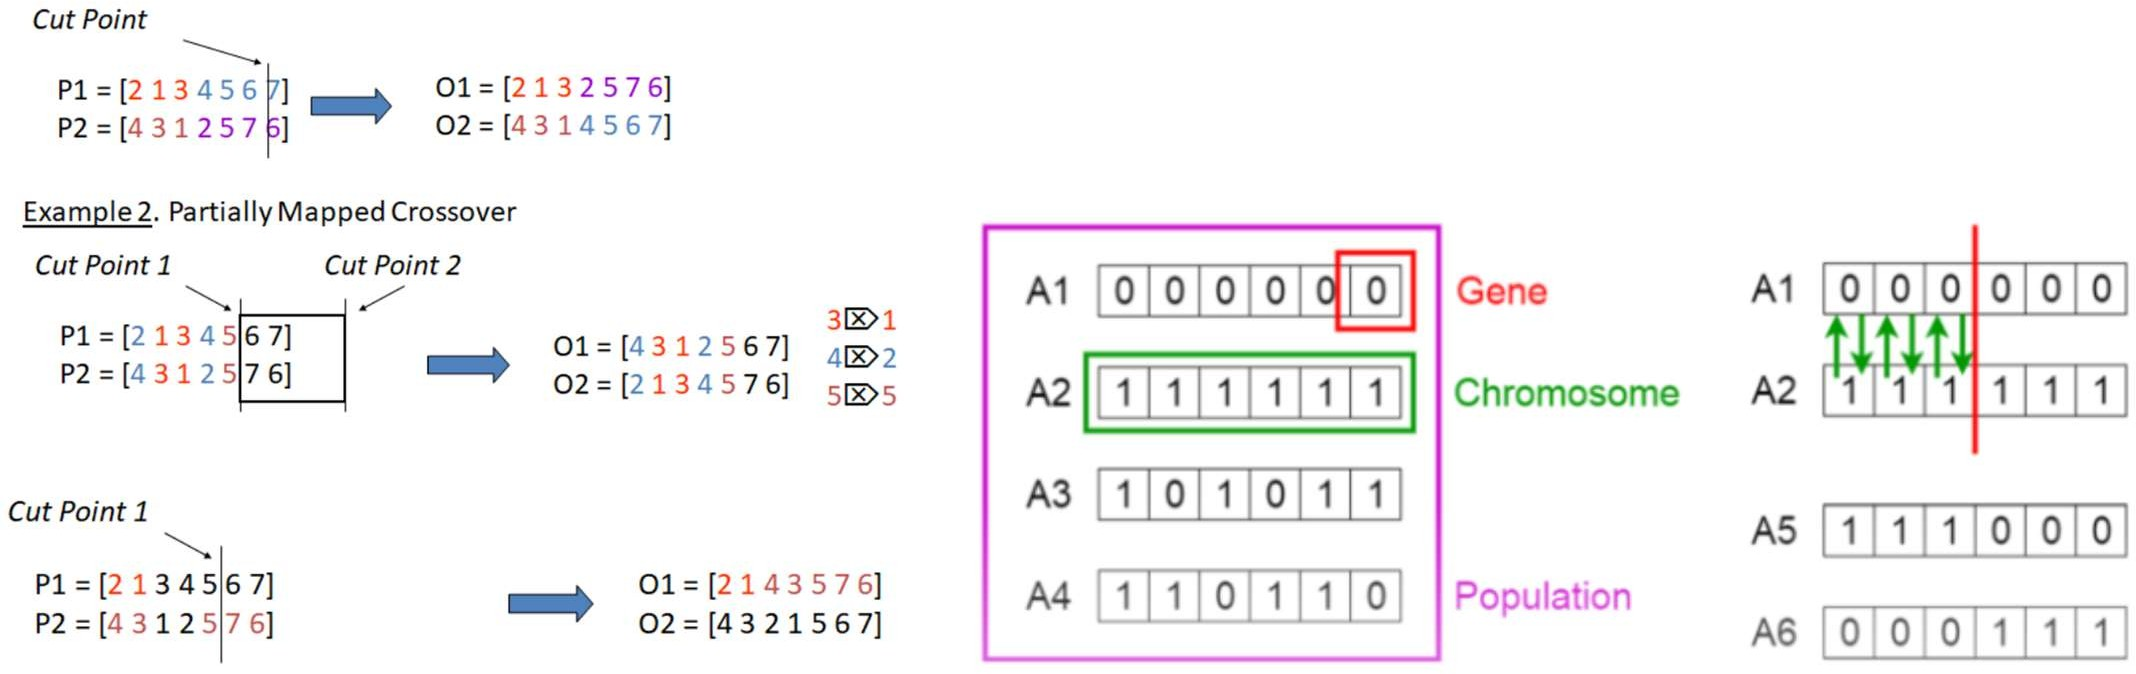 Cut Point
P1 = [2 1 3 4 5 6 7]
P2 = [4 3 1 2 5 7 6]
O1 = [2 1 3 2 5 7 6]
O2 = [4 3 1 4 5 6 7]
Example 2. Partially Mapped Crossover
Cut Point 1
Cut Point 2
P1 = [2 1 3 4 5 6 7]
P2 = [4 3 1 2 5 7 6]
O1 = [4 3 1 2 5 6 7]
O2 = [2 1 3 4 5 7 6]
3⌦1
4⌦2
5⌦5
Cut Point 1
P1 = [2 1 3 4 5 6 7]
P2 = [4 3 1 2 5 7 6]
O1 = [2 1 4 3 5 7 6]
O2 = [4 3 2 1 5 6 7]
A1 0 0 0 0 0 0 Gene
A2 1 1 1 1 1 1 Chromosome
A3 1 0 1 0 1 1
A4 1 1 0 1 1 0 Population
A1 0 0 0 0 0 0
A2 1 1 1 1 1 1
A5 1 1 1 0 0 0
A6 0 0 0 1 1 1